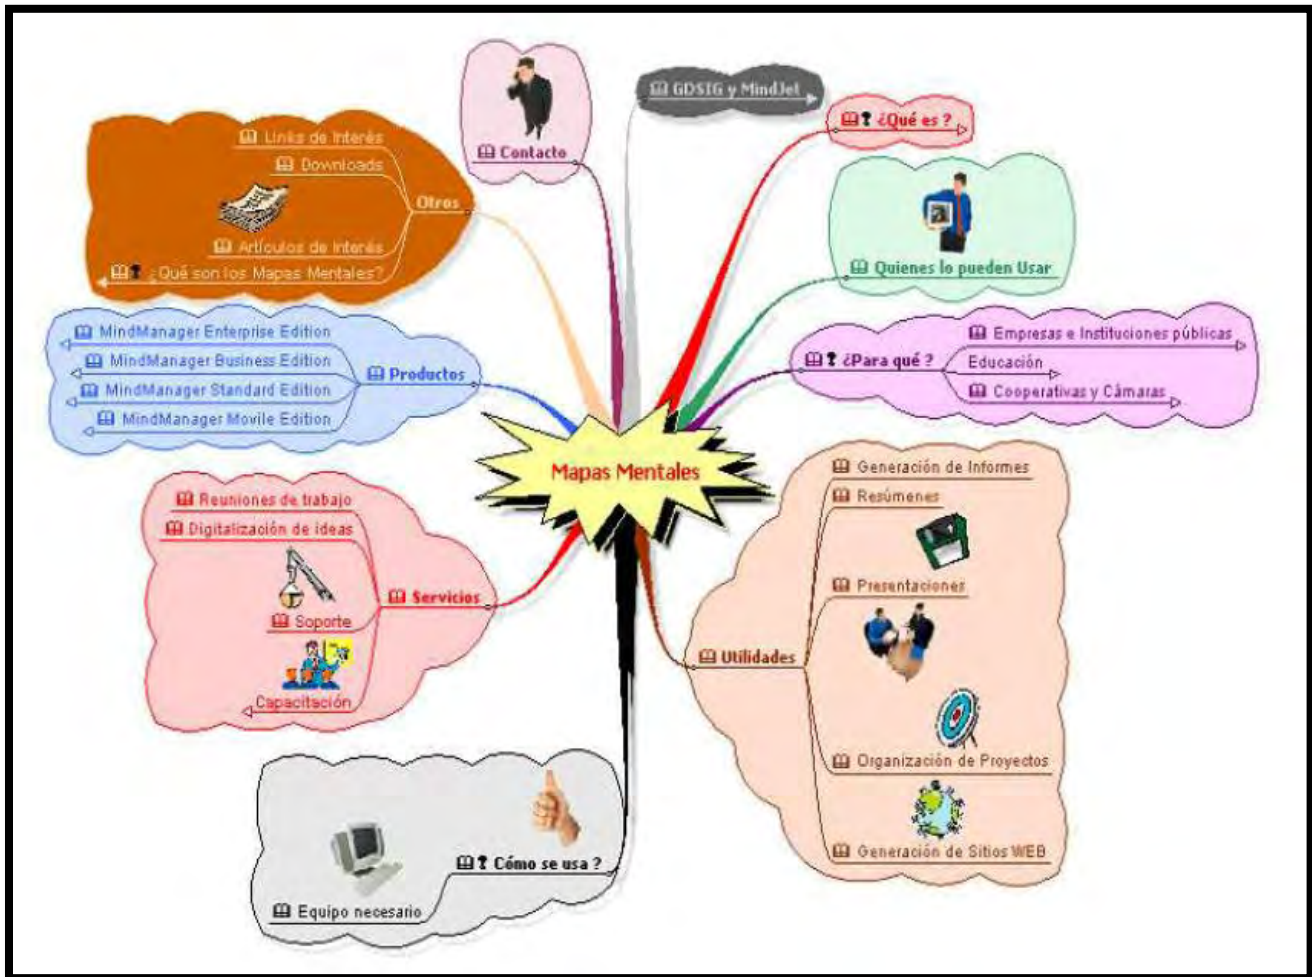 Mapas Mentales
GDSIG y MindJet
¿Qué es ?
Quienes lo pueden Usar
¿Para qué ?
Empresas e Instituciones públicas
Educación
Cooperativas y Cámaras
Utilidades
Generación de Informes
Resúmenes
Presentaciones
Organización de Proyectos
Generación de Sitios WEB
Cómo se usa ?
Equipo necesario
Servicios
Reuniones de trabajo
Digitalización de ideas
Soporte
Capacitación
Productos
MindManager Enterprise Edition
MindManager Business Edition
MindManager Standard Edition
MindManager Movile Edition
Otros
Links de Interés
Downloads
Artículos de Interés
¿Qué son los Mapas Mentales?
Contacto